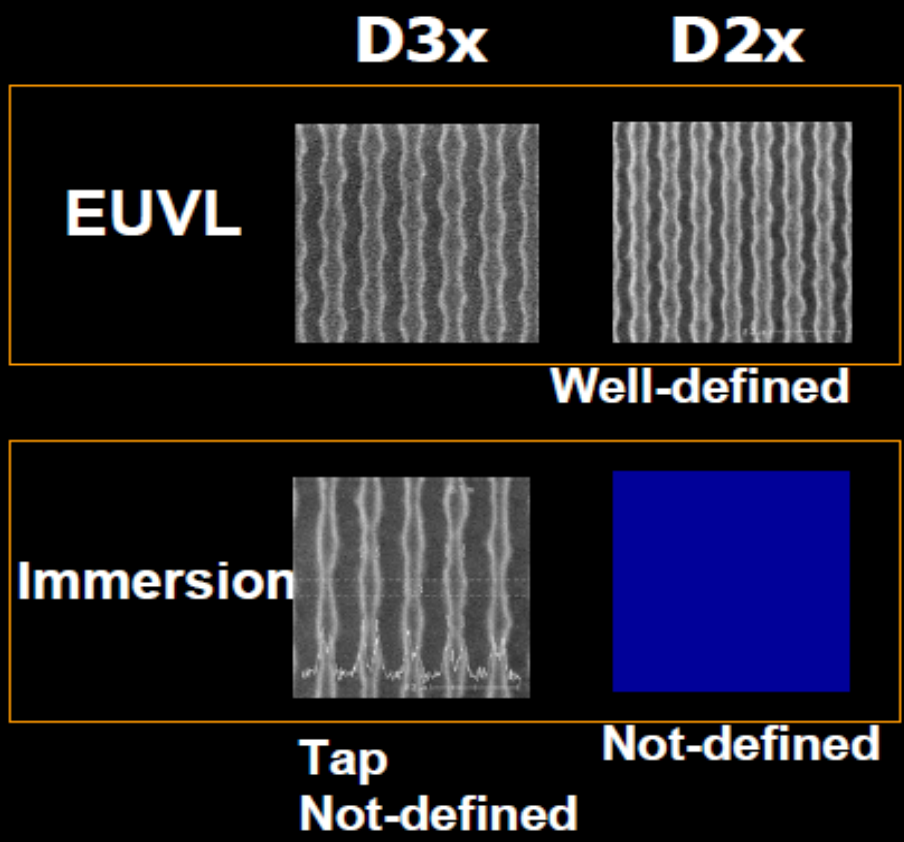 D3x D2x
EUVL
Well-defined
Immersion
Tap
Not-defined
Not-defined